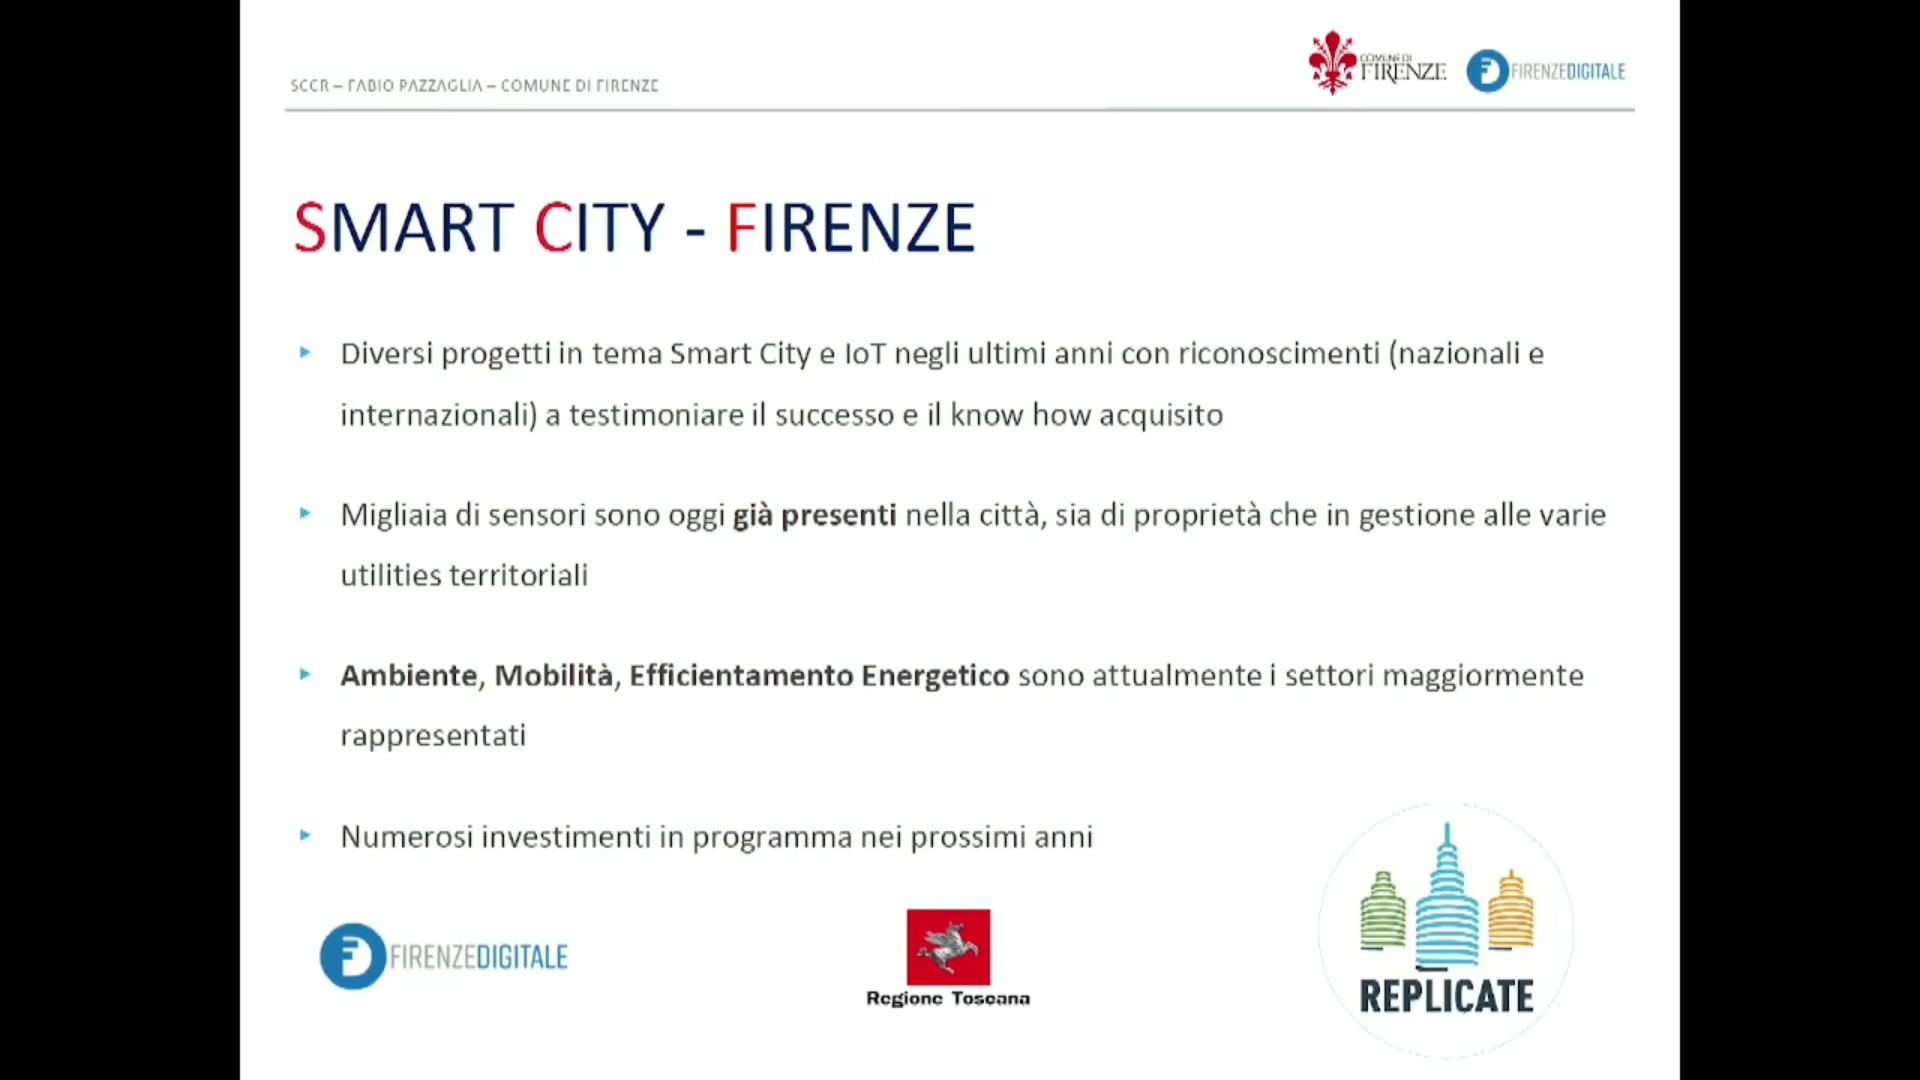 SCCR – FABIO PAZZAGLIA – COMUNE DI FIRENZE
COMUNE DI
FIRENZE
FIRENZEDIGITALE
SMART CITY - FIRENZE
Diversi progetti in tema Smart City e IoT negli ultimi anni con riconoscimenti (nazionali e
internazionali) a testimoniare il successo e il know how acquisito
Migliaia di sensori sono oggi già presenti nella città, sia di proprietà che in gestione alle varie
utilities territoriali
Ambiente, Mobilità, Efficientamento Energetico sono attualmente i settori maggiormente
rappresentati
Numerosi investimenti in programma nei prossimi anni
FIRENZEDIGITALE
Regione Toscana
REPLICATE